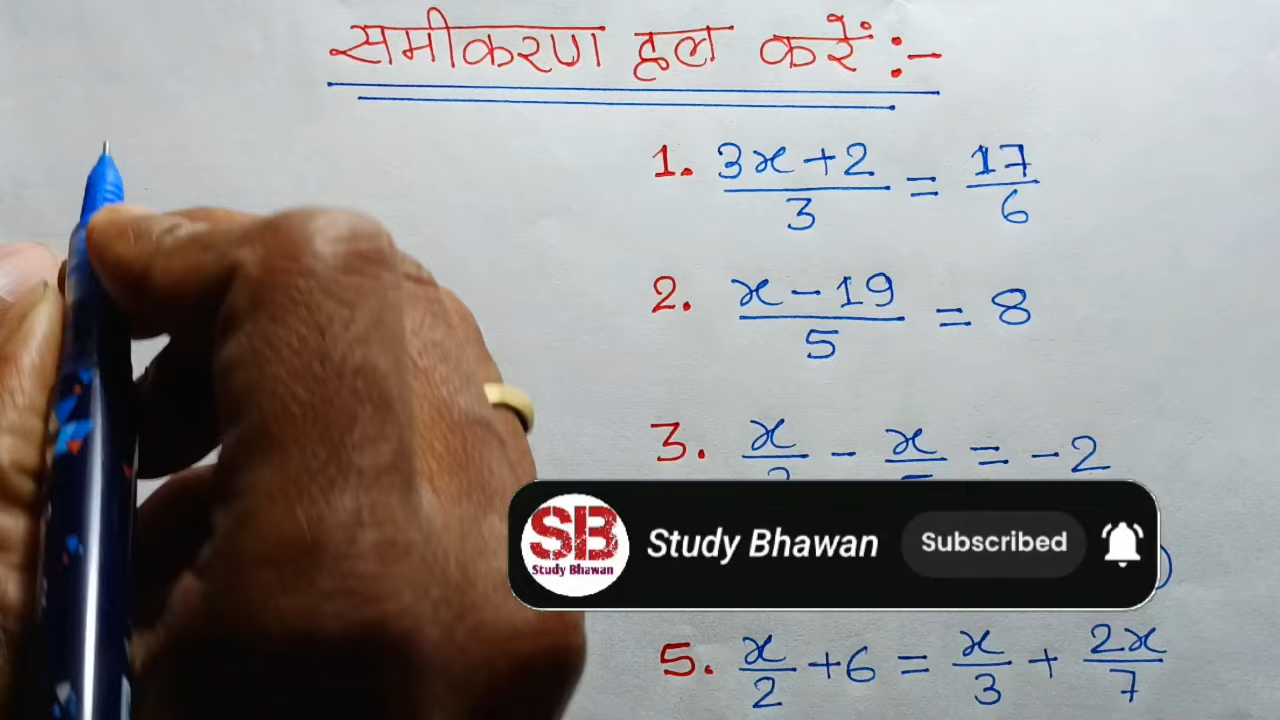 समीकरण हल करें :-
1. 3x + 2 / 3 = 17 / 6
2. x - 19 / 5 = 8
3. x / - x / = -2
SB Study Bhawan Study Bhawan Subscribed
)
5. x / 2 + 6 = x / 3 + 2x / 7